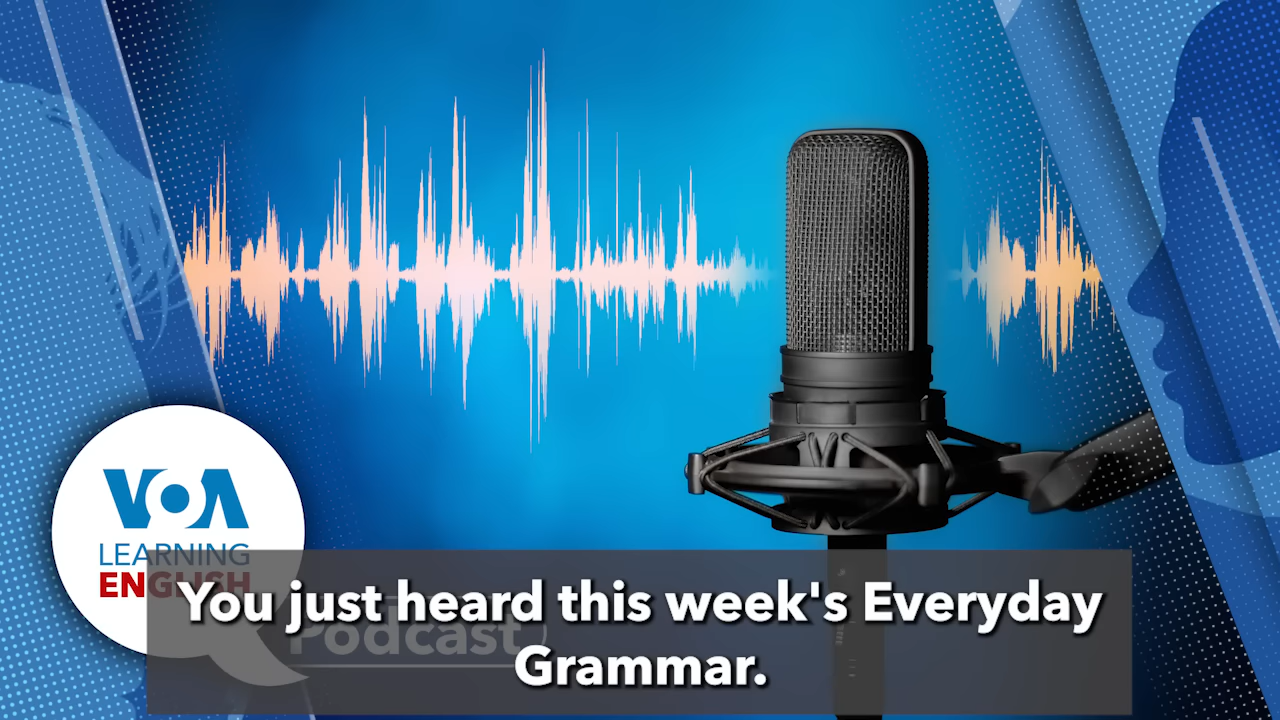 VOA
LEARNING
ENGLISH
Podcast
You just heard this week's Everyday
Grammar.